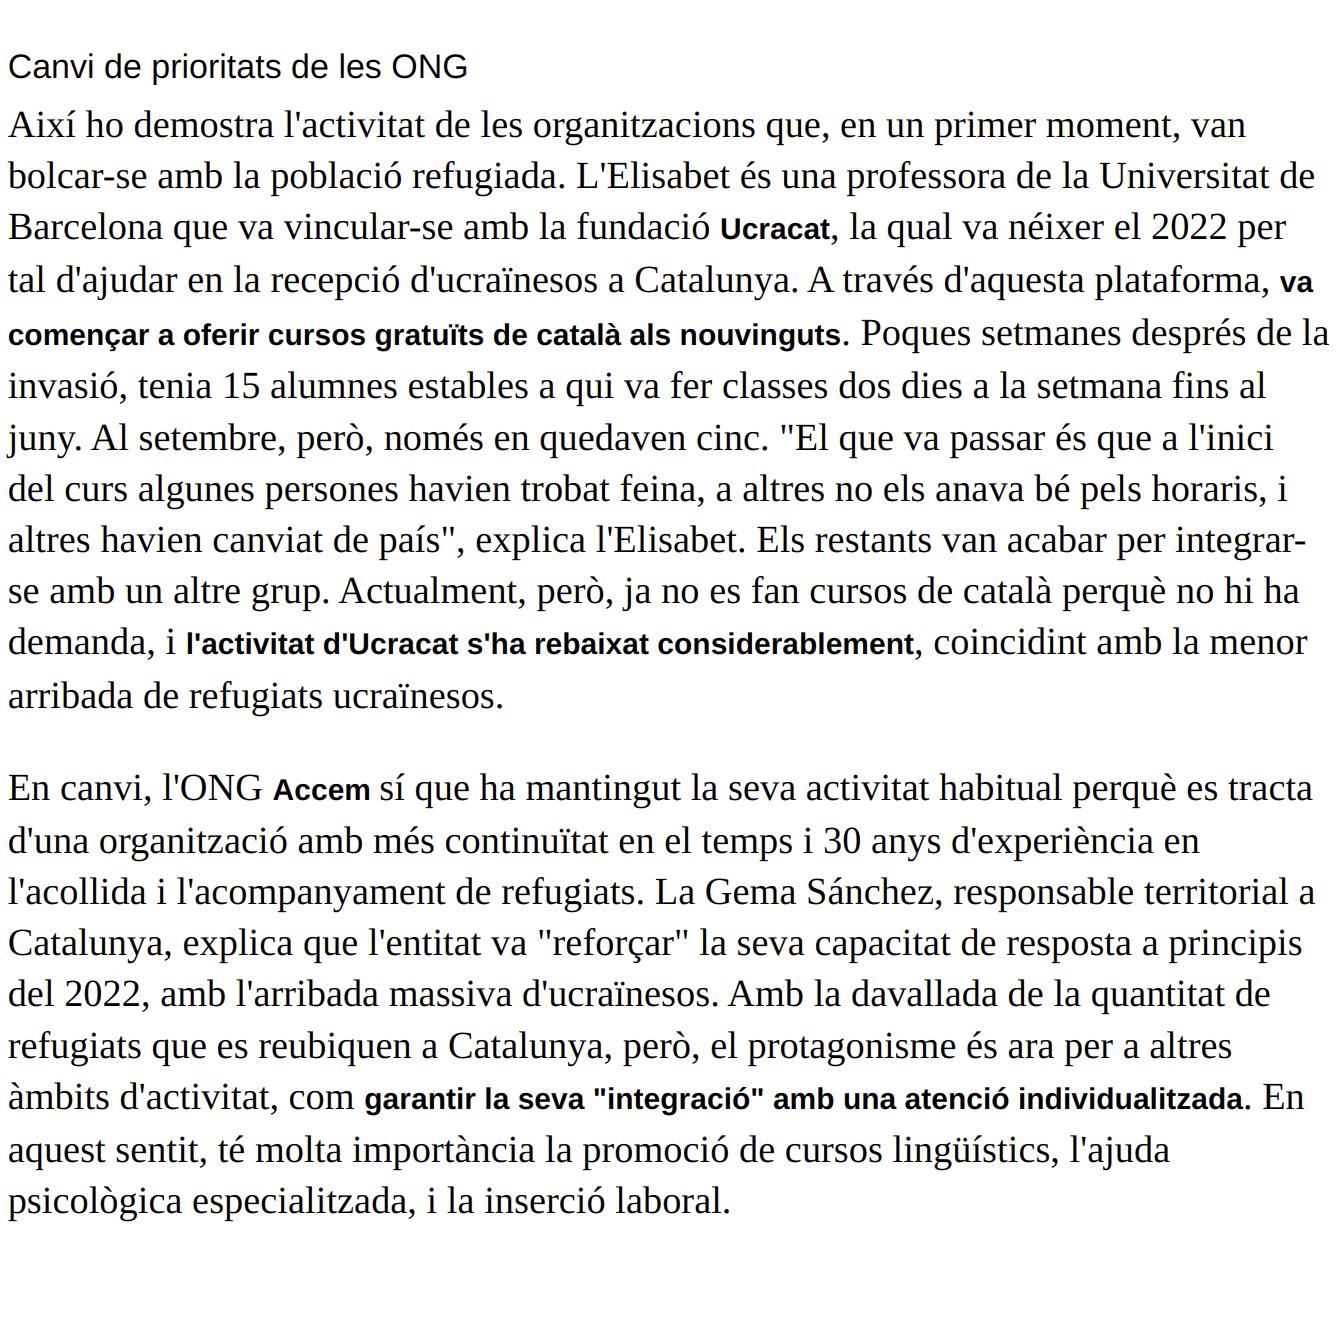 Canvi de prioritats de les ONG
Així ho demostra l'activitat de les organitzacions que, en un primer moment, van
bolcar-se amb la població refugiada. L'Elisabet és una professora de la Universitat de
Barcelona que va vincular-se amb la fundació Ucracat, la qual va néixer el 2022 per
tal d'ajudar en la recepció d'ucraïnesos a Catalunya. A través d'aquesta plataforma, va
començar a oferir cursos gratuïts de català als nouvinguts. Poques setmanes després de la
invasió, tenia 15 alumnes estables a qui va fer classes dos dies a la setmana fins al
juny. Al setembre, però, només en quedaven cinc. "El que va passar és que a l'inici
del curs algunes persones havien trobat feina, a altres no els anava bé pels horaris, i
altres havien canviat de país", explica l'Elisabet. Els restants van acabar per integrar-
se amb un altre grup. Actualment, però, ja no es fan cursos de català perquè no hi ha
demanda, i l'activitat d'Ucracat s'ha rebaixat considerablement, coincidint amb la menor
arribada de refugiats ucraïnesos.
En canvi, l'ONG Accem sí que ha mantingut la seva activitat habitual perquè es tracta
d'una organització amb més continuïtat en el temps i 30 anys d'experiència en
l'acollida i l'acompanyament de refugiats. La Gema Sánchez, responsable territorial a
Catalunya, explica que l'entitat va "reforçar" la seva capacitat de resposta a principis
del 2022, amb l'arribada massiva d'ucraïnesos. Amb la davallada de la quantitat de
refugiats que es reubiquen a Catalunya, però, el protagonisme és ara per a altres
àmbits d'activitat, com garantir la seva "integració" amb una atenció individualitzada. En
aquest sentit, té molta importància la promoció de cursos lingüístics, l'ajuda
psicològica especialitzada, i la inserció laboral.